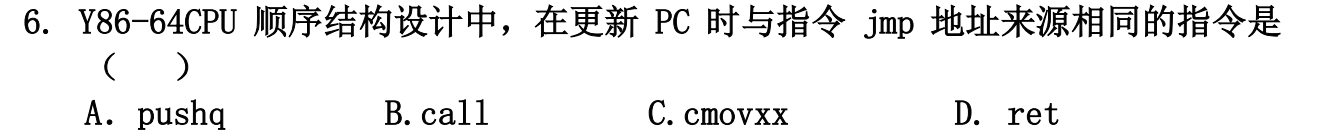 6. Y86-64CPU 顺序结构设计中，在更新 PC 时与指令 jmp 地址来源相同的指令是
（　　）
A. pushq　　B.call　　C.cmovxx　　D. ret